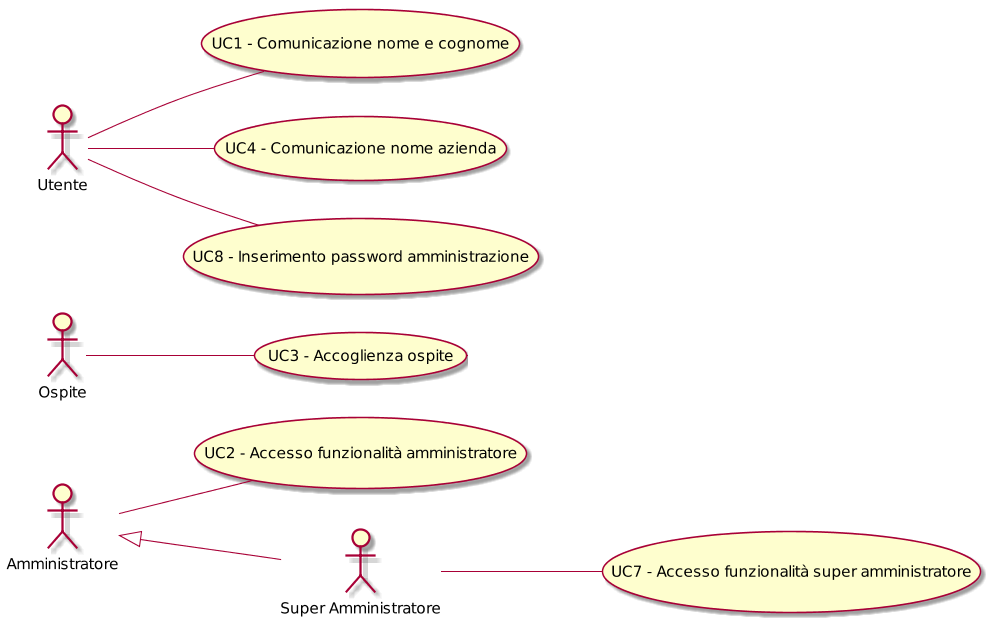 UC1 - Comunicazione nome e cognome
UC4 - Comunicazione nome azienda
Utente
UC8 - Inserimento password amministrazione
UC3 - Accoglienza ospite
Ospite
UC2 - Accesso funzionalità amministratore
Amministratore
UC7 - Accesso funzionalità super amministratore
Super Amministratore